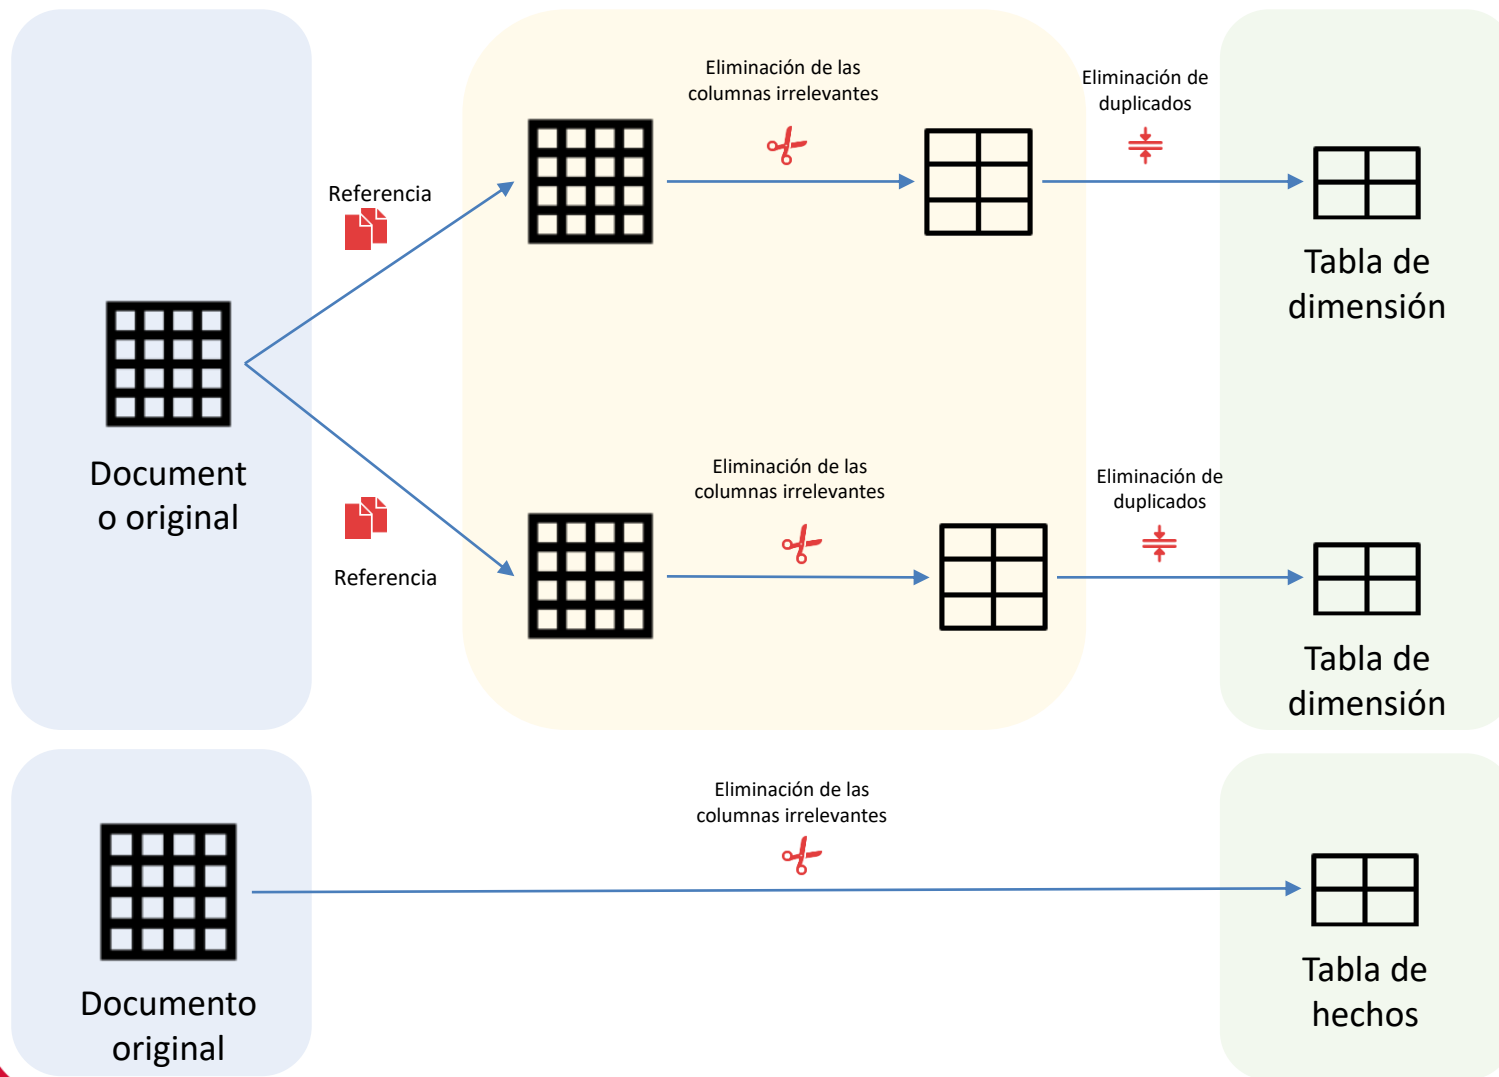 Eliminación de las
columnas irrelevantes
Eliminación de
duplicados
Referencia
Tabla de
dimensión
Document
o original
Eliminación de las
columnas irrelevantes
Eliminación de
duplicados
Referencia
Tabla de
dimensión
Eliminación de las
columnas irrelevantes
Documento
original
Tabla de
hechos